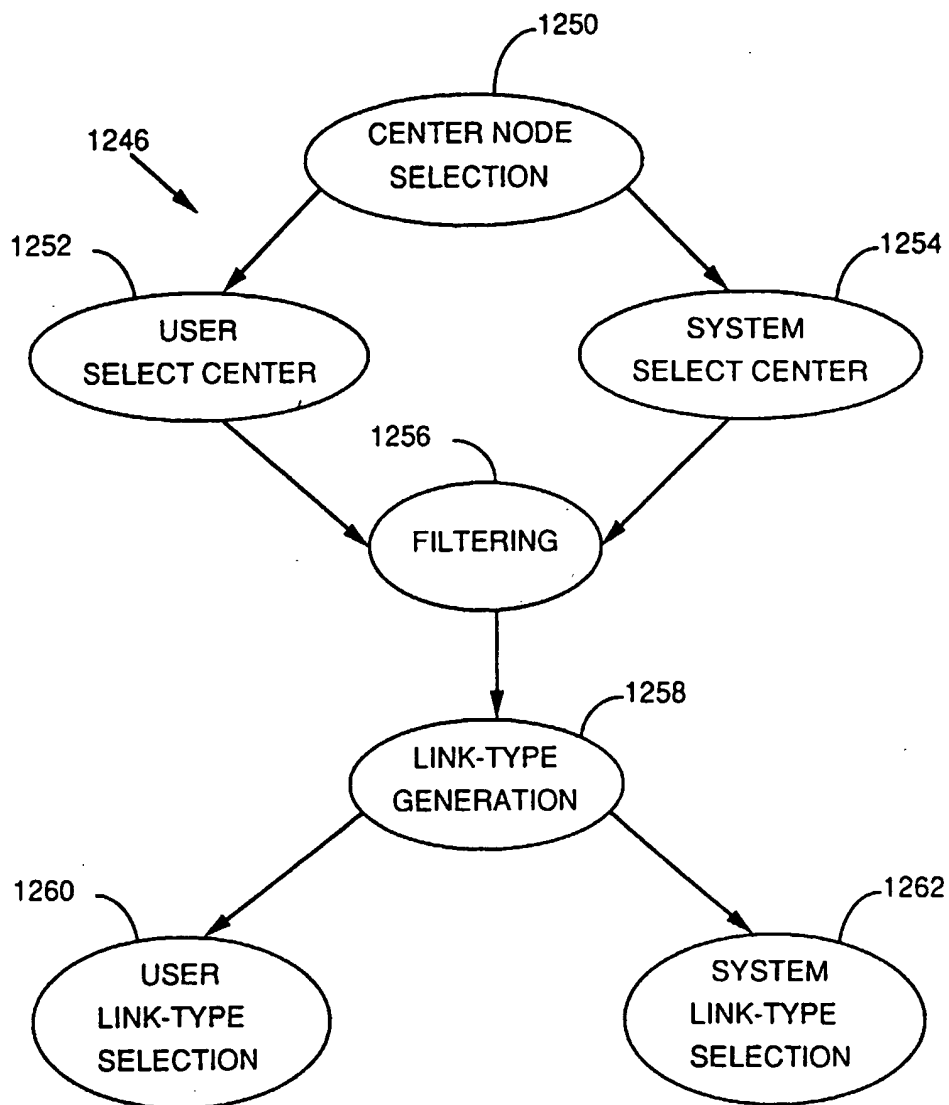 1250
CENTER NODE
SELECTION
1246
1252
1254
USER
SELECT CENTER
SYSTEM
SELECT CENTER
1256
FILTERING
1258
LINK-TYPE
GENERATION
1260
1262
USER
LINK-TYPE
SELECTION
SYSTEM
LINK-TYPE
SELECTION